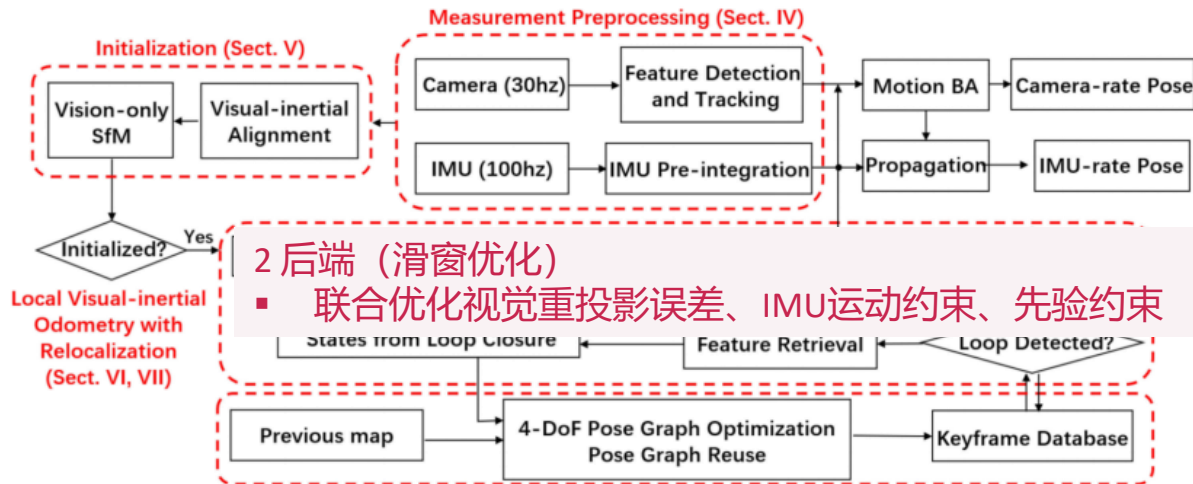 Measurement Preprocessing (Sect. IV)
Initialization (Sect. V)
Vision-only
SfM
Visual-inertial
Alignment
Camera (30hz)
Feature Detection
and Tracking
Motion BA
Camera-rate Pose
IMU (100hz)
IMU Pre-integration
Propagation
IMU-rate Pose
Initialized?
Yes
Local Visual-inertial
Odometry with
Relocalization
(Sect. VI, VII)
2 后端（滑窗优化）
▪ 联合优化视觉重投影误差、IMU运动约束、先验约束
States from Loop Closure
Feature Retrieval
Loop Detected?
Previous map
4-DoF Pose Graph Optimization
Pose Graph Reuse
Keyframe Database